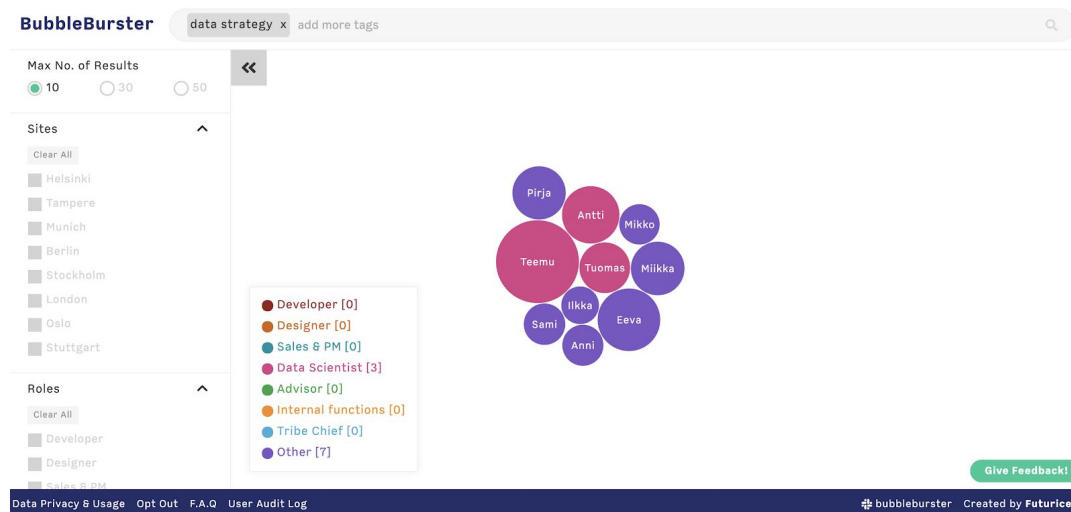 BubbleBurster
data strategy x add more tags
Max No. of Results
10 30 50
Sites
Clear All
Helsinki
Tampere
Munich
Berlin
Stockholm
London
Oslo
Stuttgart
Roles
Clear All
Developer
Designer
Sales & PM
Pirja
Antti
Mikko
Teemu
Tuomas
Miikka
Ilkka
Sami
Eeva
Anni
Developer [0]
Designer [0]
Sales & PM [0]
Data Scientist [3]
Advisor [0]
Internal functions [0]
Tribe Chief [0]
Other [7]
Give Feedback!
Data Privacy & Usage Opt Out F.A.Q User Audit Log
bubbleburster Created by Futurice